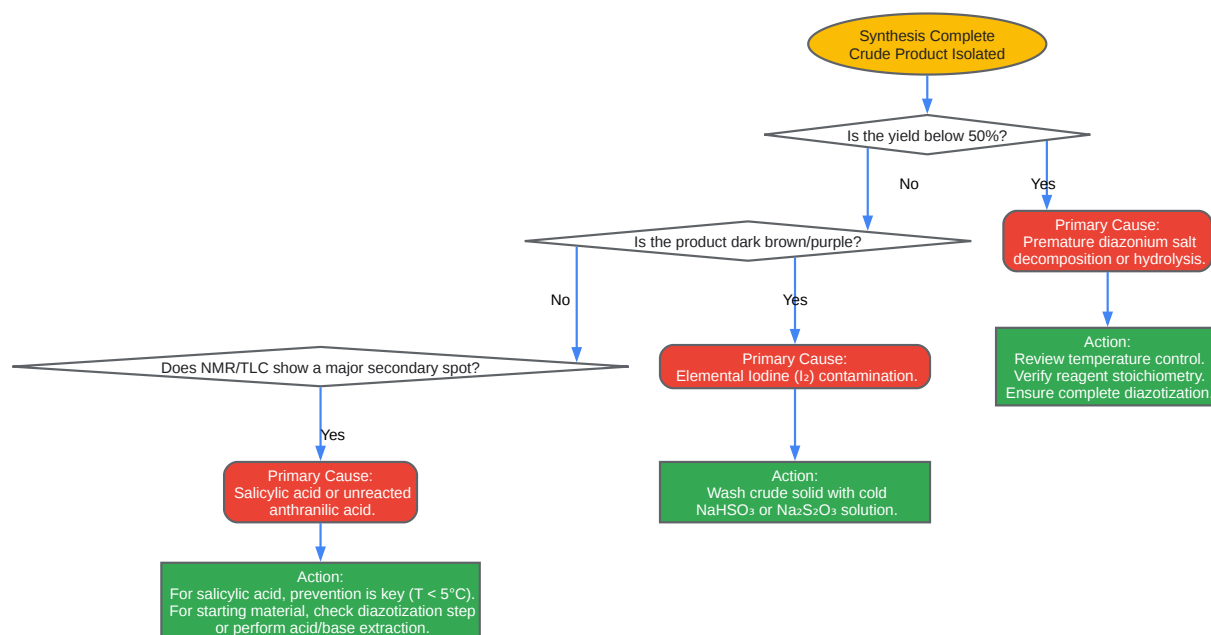 Synthesis Complete
Crude Product Isolated
Is the yield below 50%?
No
Yes
Primary Cause:
Premature diazonium salt
decomposition or hydrolysis.
Is the product dark brown/purple?
No
Yes
Action:
Review temperature control.
Verify reagent stoichiometry.
Ensure complete diazotization.
Primary Cause:
Elemental Iodine (I₂) contamination.
Does NMR/TLC show a major secondary spot?
Yes
Action:
Wash crude solid with cold
NaHSO₃ or Na₂S₂O₃ solution.
Primary Cause:
Salicylic acid or unreacted
anthranilic acid.
Action:
For salicylic acid, prevention is key (T < 5°C).
For starting material, check diazotization step
or perform acid/base extraction.